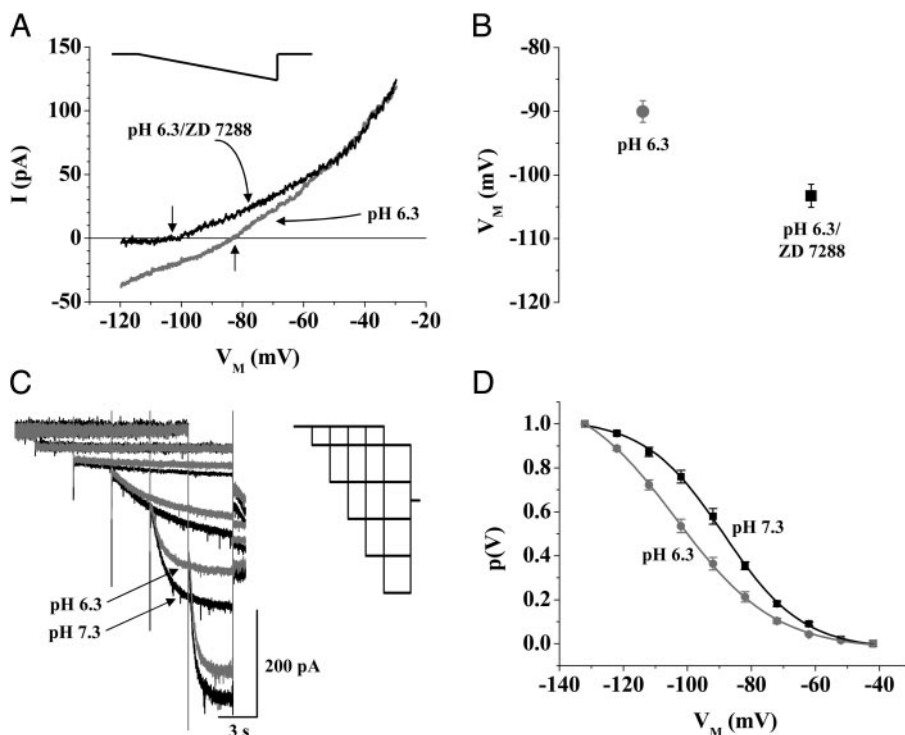 A
150
100
50
0
-50
I (pA)
pH 6.3/ZD 7288
pH 6.3
-120 -100 -80 -60 -40 -20
V_M (mV)
B
-80
-90
-100
-110
-120
V_M (mV)
pH 6.3
pH 6.3/
ZD 7288
C
pH 6.3
pH 7.3
200 pA
3 s
D
1.0
0.8
0.6
0.4
0.2
0.0
p(V)
pH 7.3
pH 6.3
-140 -120 -100 -80 -60 -40
V_M (mV)